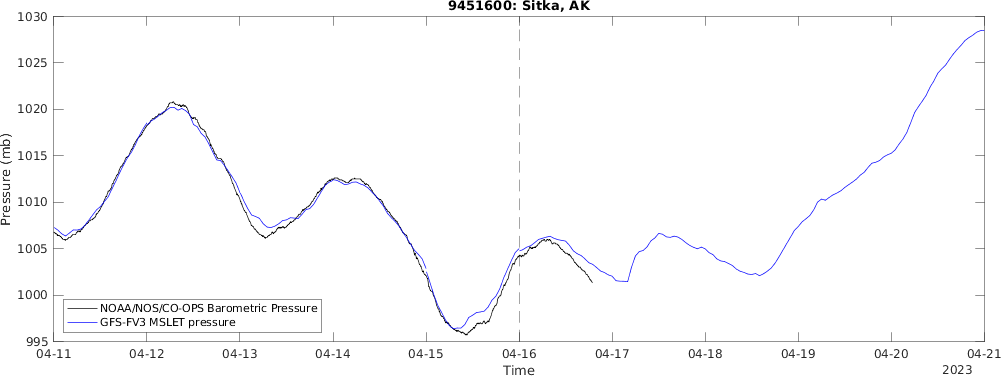 9451600: Sitka, AK
1030
1025
1020
1015
1010
1005
1000
995
Pressure (mb)
NOAA/NOS/CO-OPS Barometric Pressure
GFS-FV3 MSLET pressure
04-11 04-12 04-13 04-14 04-15 04-16 04-17 04-18 04-19 04-20 04-21
Time
2023